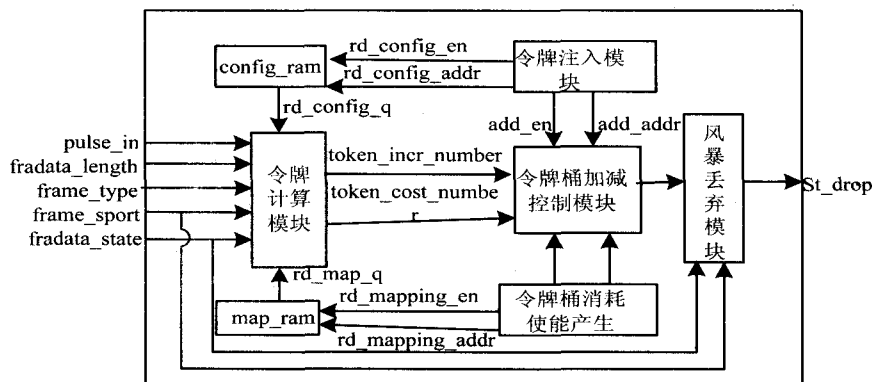 rd_config_en
config_ram
rd_config_addr
令牌注入模
块
rd_config_q
pulse_in
fradata_length
frame_type
frame_sport
fradata_state
令牌
计算
模块
add_en
add_addr
token_incr_number
token_cost_numbe
r
令牌桶加减
控制模块
风
暴
丢
弃
模
块
St_drop
rd_map_q
rd_mapping_en
map_ram
rd_mapping_addr
令牌桶消耗
使能产生